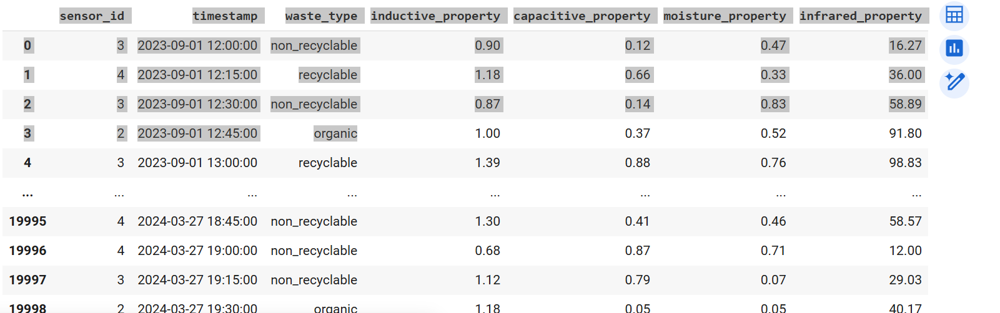 sensor_id timestamp waste_type inductive_property capacitive_property moisture_property infrared_property
0 3 2023-09-01 12:00:00 non_recyclable 0.90 0.12 0.47 16.27
1 4 2023-09-01 12:15:00 recyclable 1.18 0.66 0.33 36.00
2 3 2023-09-01 12:30:00 non_recyclable 0.87 0.14 0.83 58.89
3 2 2023-09-01 12:45:00 organic 1.00 0.37 0.52 91.80
4 3 2023-09-01 13:00:00 recyclable 1.39 0.88 0.76 98.83
... ... ... ... ... ... ... ...
19995 4 2024-03-27 18:45:00 non_recyclable 1.30 0.41 0.46 58.57
19996 4 2024-03-27 19:00:00 non_recyclable 0.68 0.87 0.71 12.00
19997 3 2024-03-27 19:15:00 non_recyclable 1.12 0.79 0.07 29.03
19998 2 2024-03-27 19:30:00 organic 1.18 0.05 0.05 40.17